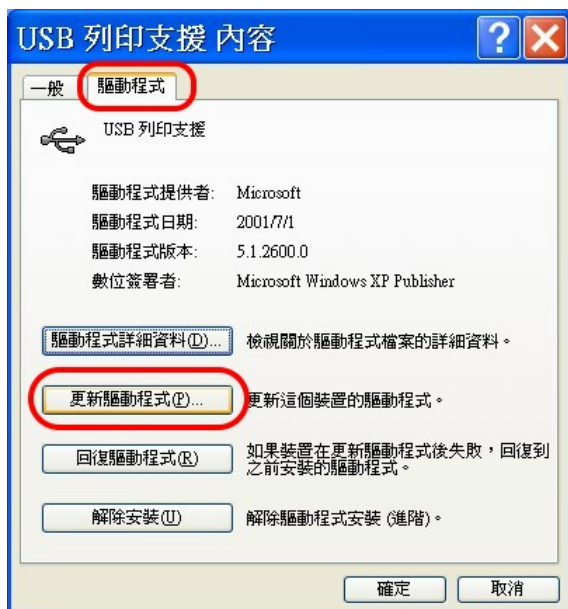 USB 列印支援 內容
一般
驅動程式
USB 列印支援
驅動程式提供者: Microsoft
驅動程式日期: 2001/7/1
驅動程式版本: 5.1.2600.0
數位簽署者: Microsoft Windows XP Publisher
驅動程式詳細資料(D)... 檢視關於驅動程式檔案的詳細資料。
更新驅動程式(P)... 更新這個裝置的驅動程式。
回復驅動程式(R) 如果裝置在更新驅動程式後失敗,回復到
之前安裝的驅動程式。
解除安裝(U) 解除驅動程式安裝 (進階)。
確定 取消